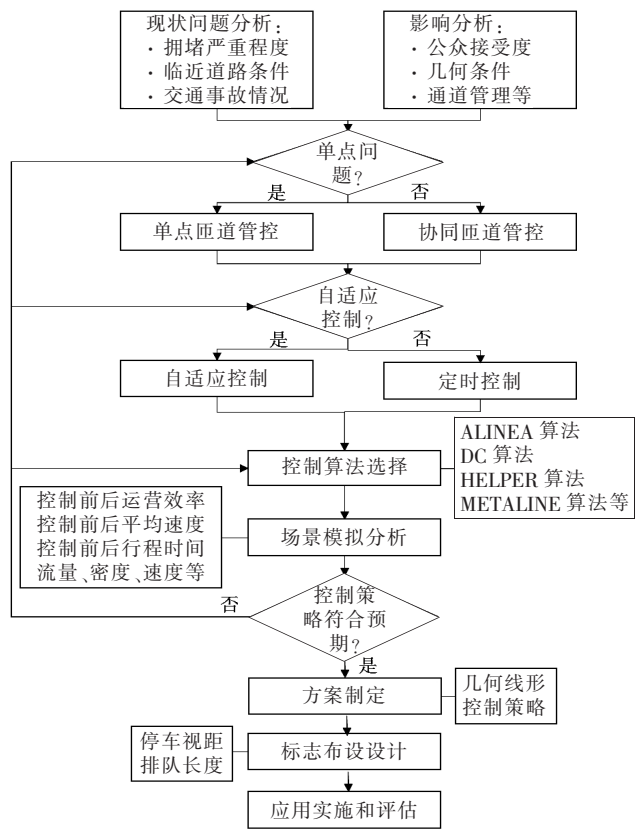 现状问题分析：
· 拥堵严重程度
· 临近道路条件
· 交通事故情况
影响分析：
· 公众接受度
· 几何条件
· 通道管理等
单点问
题?
是
否
单点匝道管控
协同匝道管控
自适应
控制?
是
否
自适应控制
定时控制
控制算法选择
ALINEA 算法
DC 算法
HELPER 算法
METALINE 算法等
控制前后运营效率
控制前后平均速度
控制前后行程时间
流量、密度、速度等
场景模拟分析
控制策
略符合预
期?
否
是
方案制定
几何线形
控制策略
停车视距
排队长度
标志布设设计
应用实施和评估